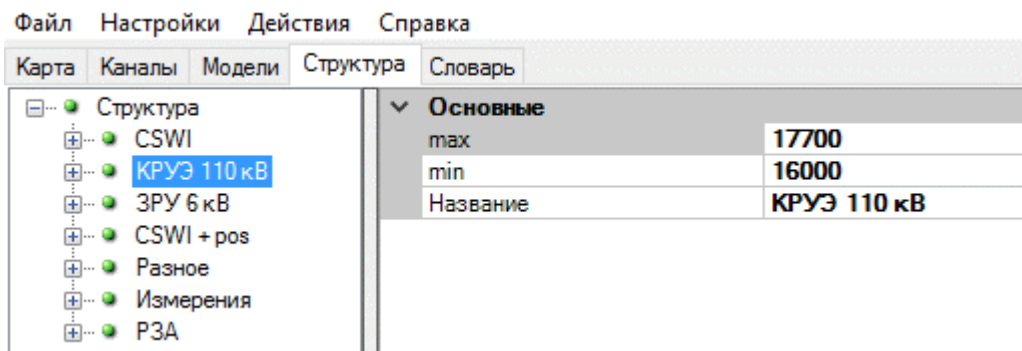 Файл Настройки Действия Справка
Карта Каналы Модели Структура Словарь
Структура
CSWI
КРУЭ 110 кВ
ЗРУ 6 кВ
CSWI + pos
Разное
Измерения
РЗА
Основные
max 17700
min 16000
Название КРУЭ 110 кВ